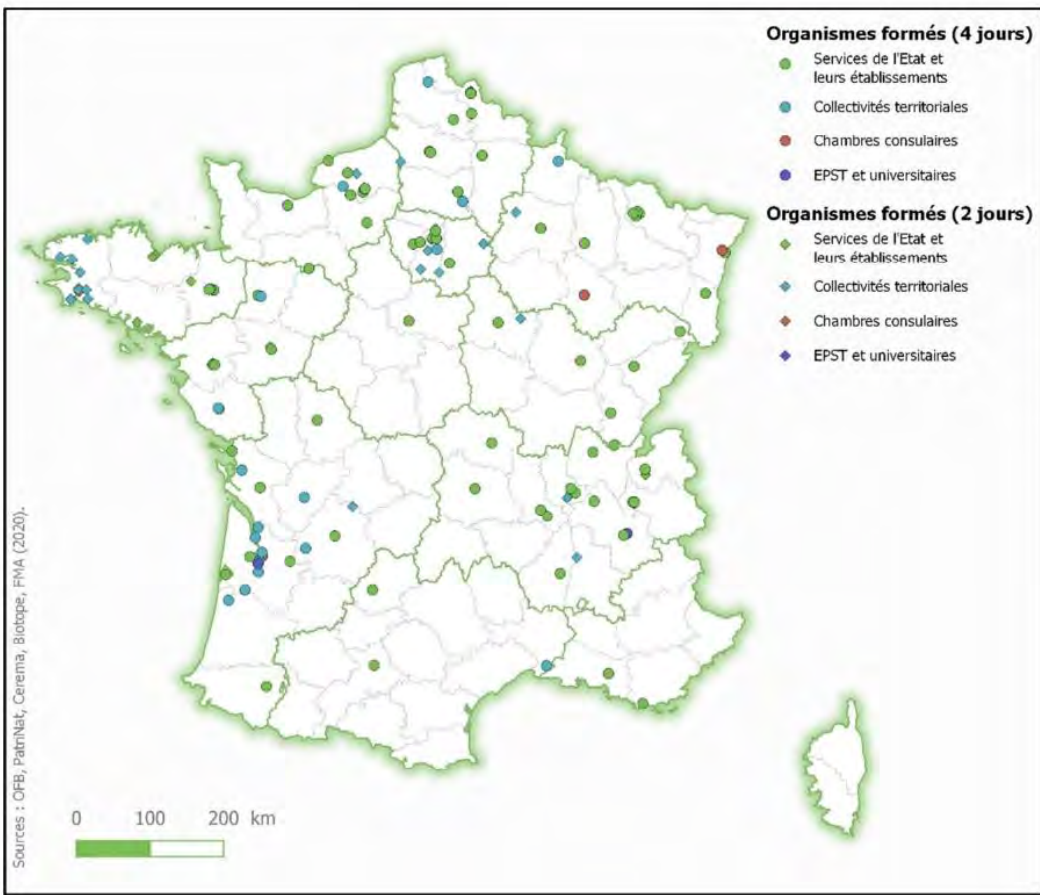 Organismes formés (4 jours)
Services de l'Etat et
leurs établissements
Collectivités territoriales
Chambres consulaires
EPST et universitaires
Organismes formés (2 jours)
Services de l'Etat et
leurs établissements
Collectivités territoriales
Chambres consulaires
EPST et universitaires
Sources : OFB, PatriNat, Cerema, Biotope, FMA (2020).
0 100 200 km